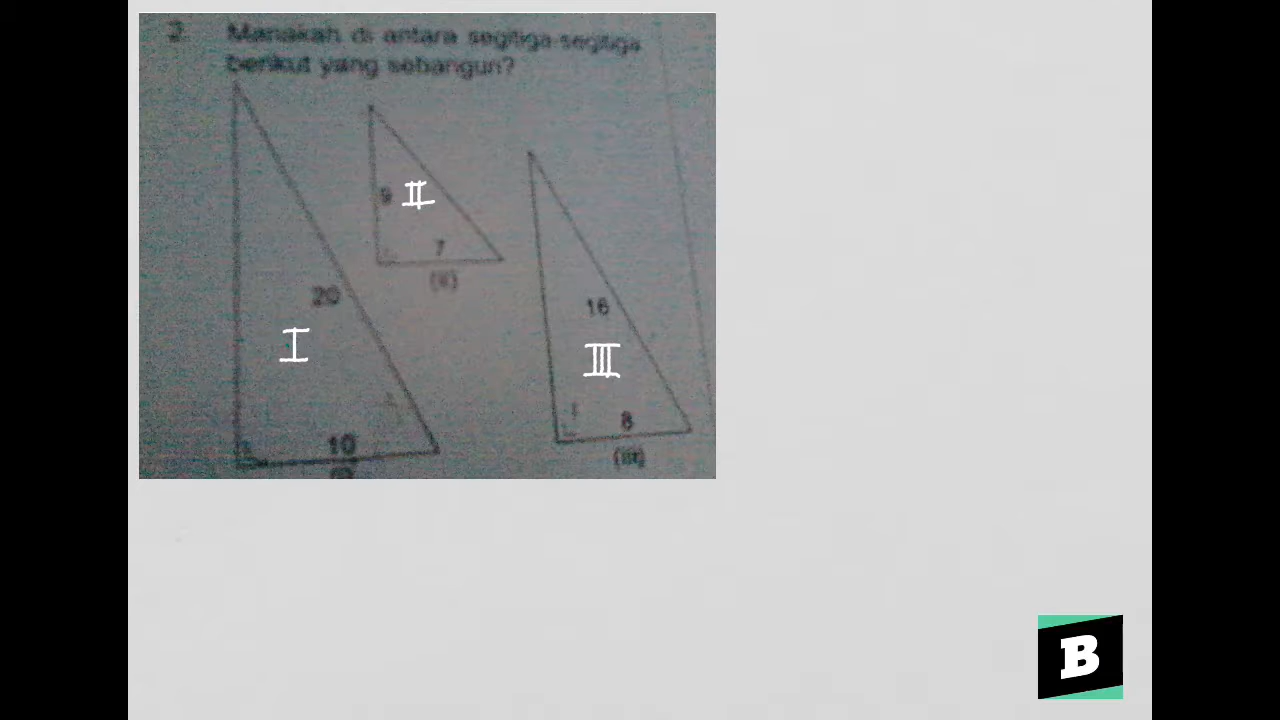 2. Manakah di antara segitiga-segitiga
berikut yang sebangun?
9
II
7
(ii)
20
I
10
(i)
16
III
8
(iii)
B